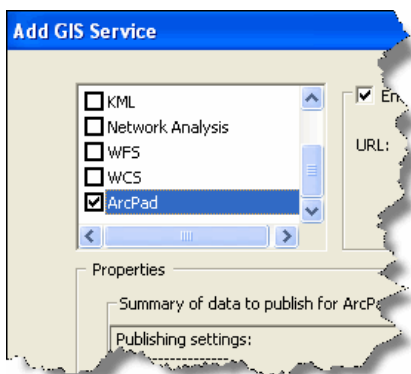 Add GIS Service
KML
Network Analysis
WFS
WCS
ArcPad
URL:
Properties
Summary of data to publish for
Publishing settings: